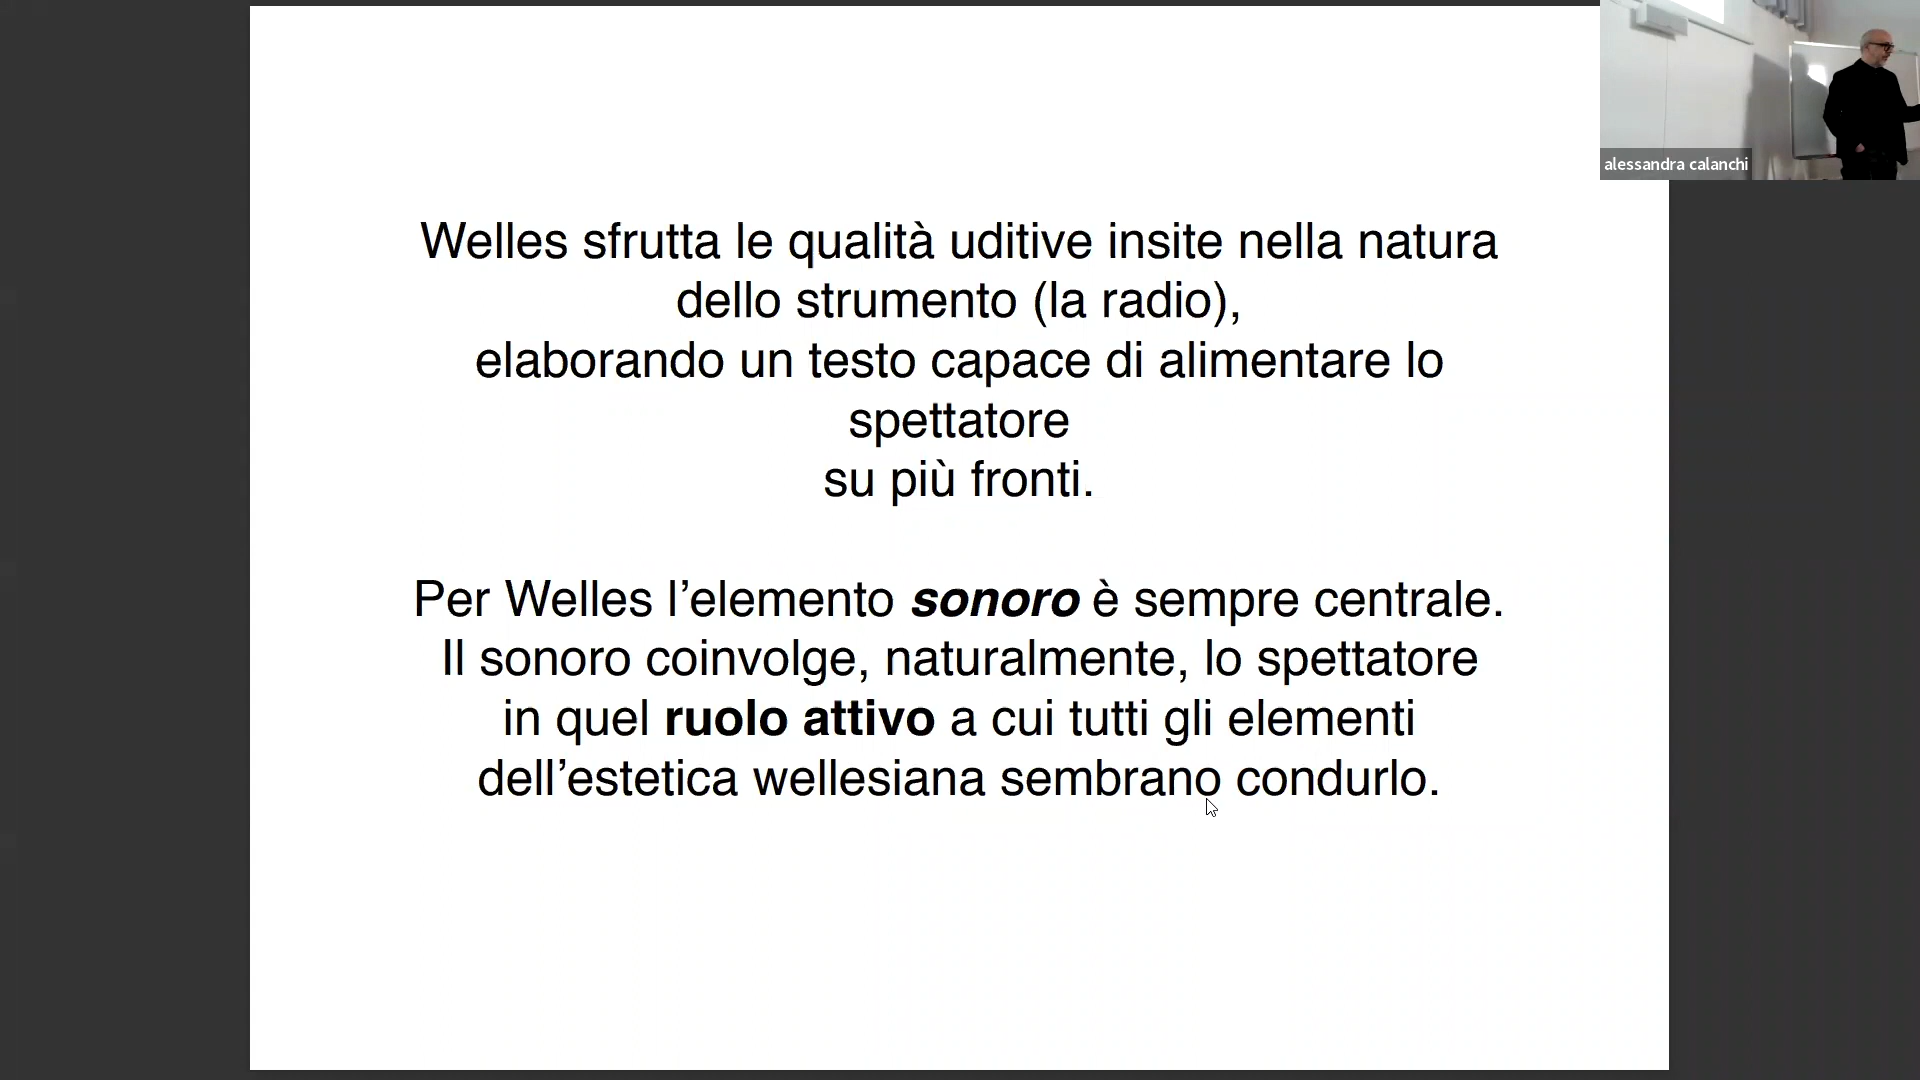 alessandra calanchi
Welles sfrutta le qualità uditive insite nella natura
dello strumento (la radio),
elaborando un testo capace di alimentare lo
spettatore
su più fronti.
Per Welles l’elemento sonoro è sempre centrale.
Il sonoro coinvolge, naturalmente, lo spettatore
in quel ruolo attivo a cui tutti gli elementi
dell’estetica wellesiana sembrano condurlo.